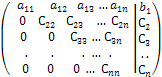 a₁₁ a₁₂ a₁₃ ... a₁ₙ | b₁
0 C₂₂ C₂₃ ... C₂ₙ | C₂
0 0 C₃₃ ... C₃ₙ | C₃
. . . ... . | ..
0 0 0 ... Cₙₙ | Cₙ